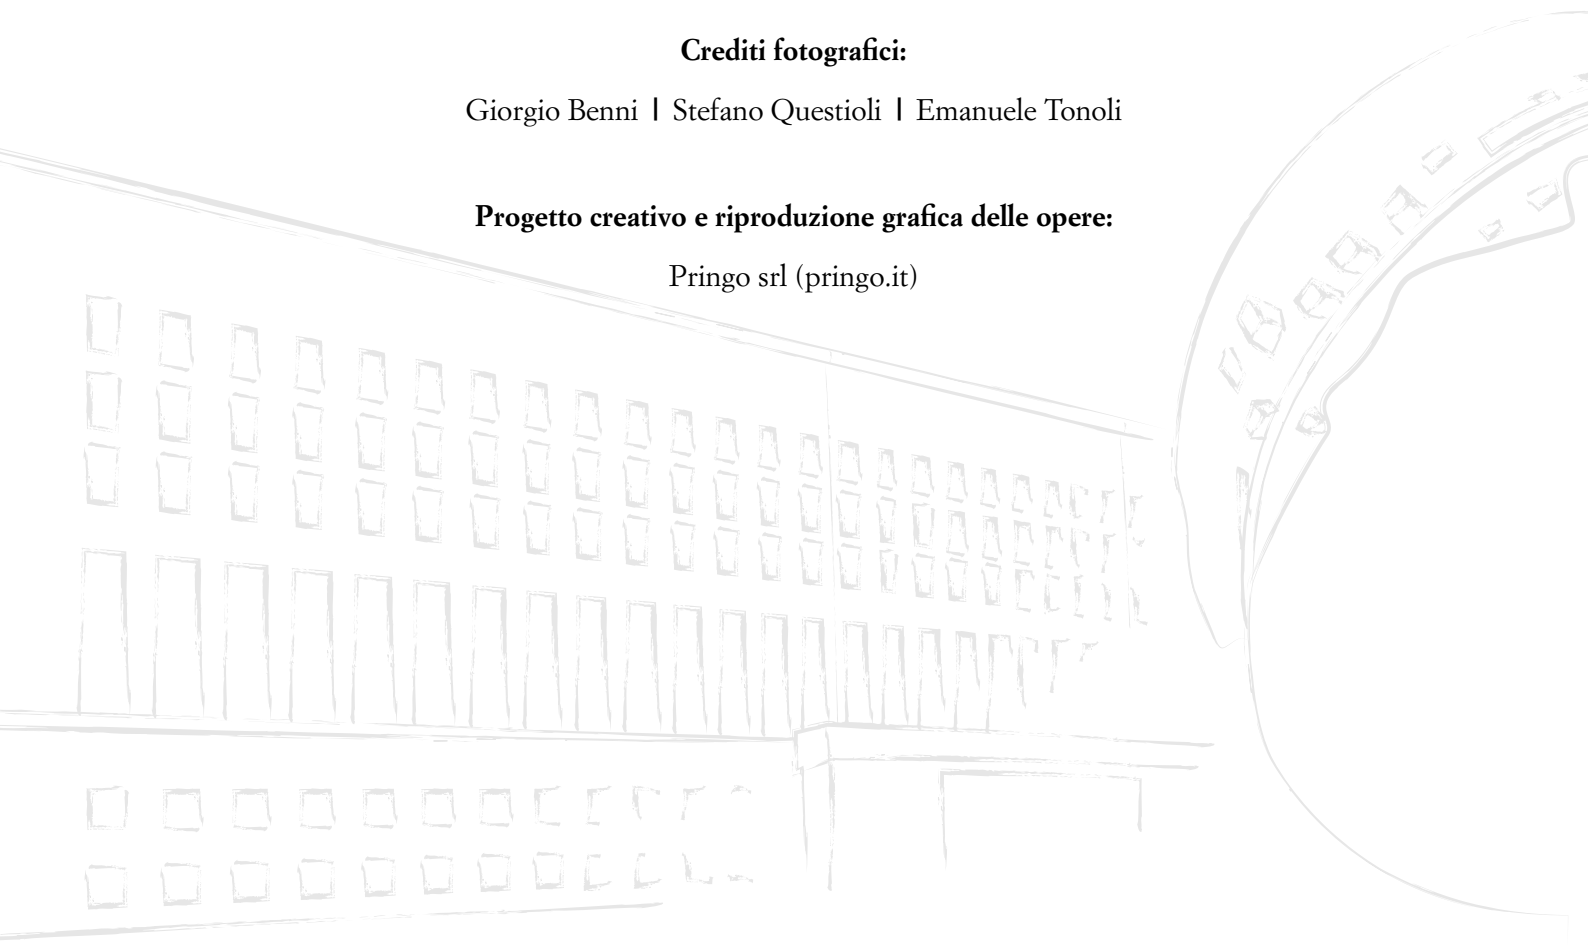 Crediti fotografici:
Giorgio Benni | Stefano Questioli | Emanuele Tonoli
Progetto creativo e riproduzione grafica delle opere:
Pringo srl (pringo.it)